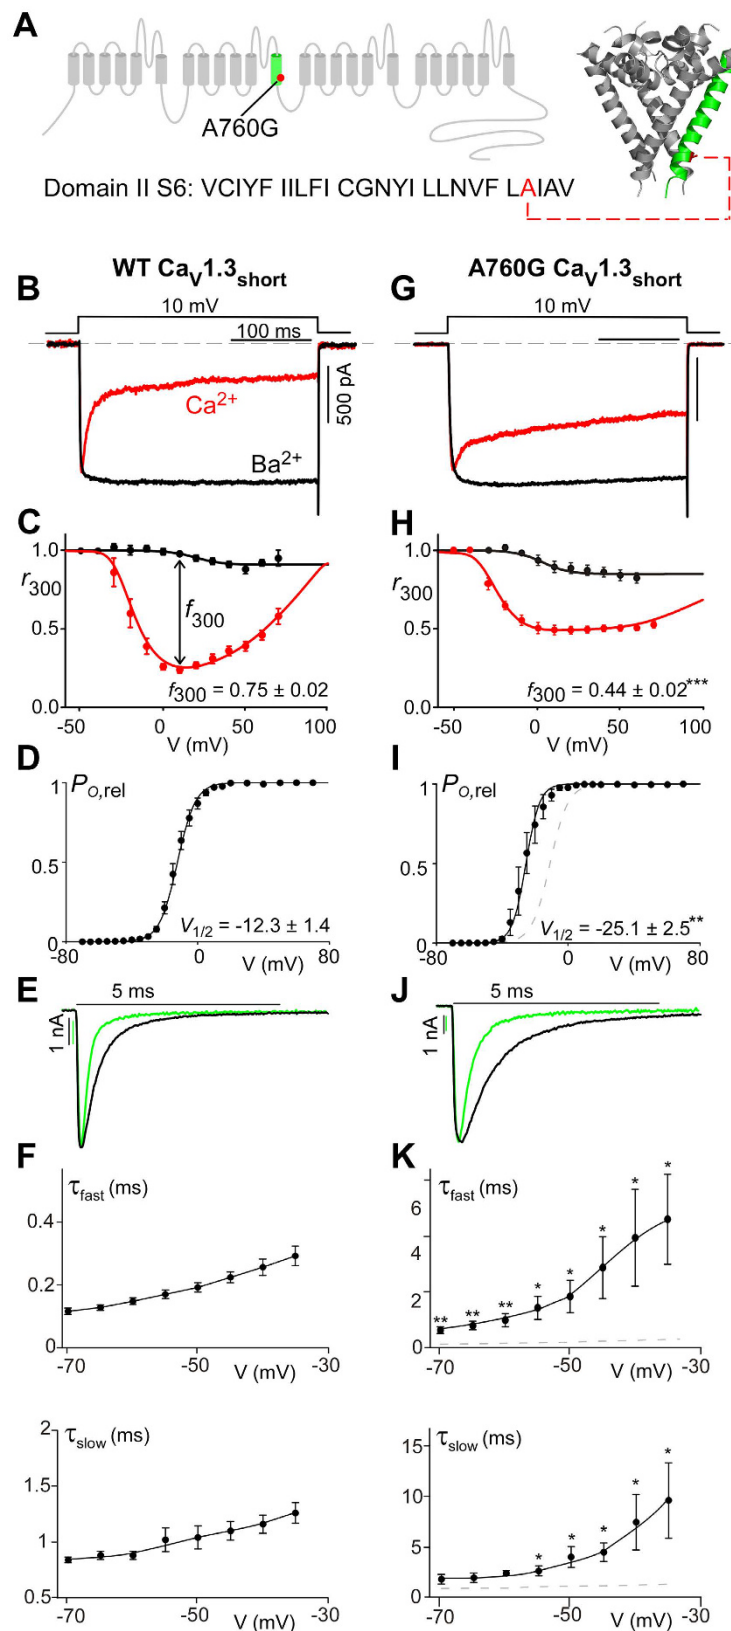 A
A760G
Domain II S6: VCIYF IILFI CGNYI LLNVF LAIAV
WT CaV1.3short
A760G CaV1.3short
B
10 mV
100 ms
Ca2+
Ba2+
500 pA
G
10 mV
C
1.0
r300
0.5
0.0
f300
f300 = 0.75 ± 0.02
-50 0 50 100
V (mV)
H
1.0
r300
0.5
0.0
f300 = 0.44 ± 0.02***
-50 0 50 100
V (mV)
D
1
PO,rel
0.5
0
V1/2 = -12.3 ± 1.4
-80 0 80
V (mV)
I
1
PO,rel
0.5
0
V1/2 = -25.1 ± 2.5**
-80 0 80
V (mV)
E
5 ms
1 nA
J
5 ms
1 nA
F
τfast (ms)
0.4
0.2
0
-70 -50 -30
V (mV)
K
τfast (ms)
6
4
2
0
** ** ** * * * * *
-70 -50 -30
V (mV)
2
τslow (ms)
1.5
1
0.5
-70 -50 -30
V (mV)
15
τslow (ms)
10
5
0
* * * * *
-70 -50 -30
V (mV)